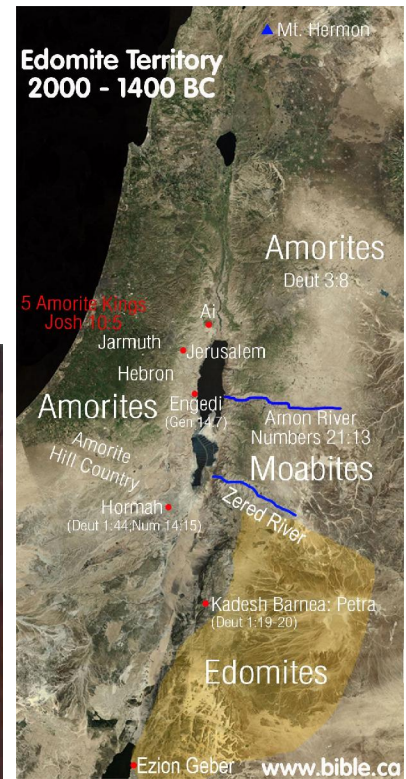 Mt. Hermon
Edomite Territory
2000 - 1400 BC
Amorites
Deut 3:8
5 Amorite Kings
Josh 10:5
Ai
Jarmuth
Jerusalem
Hebron
Engedi
(Gen 14:7)
Amorites
Arnon River
Numbers 21:13
Amorite
Hill Country
Moabites
Hormah
(Deut 1:44;Num 14:15)
Zered River
Kadesh Barnea: Petra
(Deut 1:19-20)
Edomites
Ezion Geber
www.bible.ca